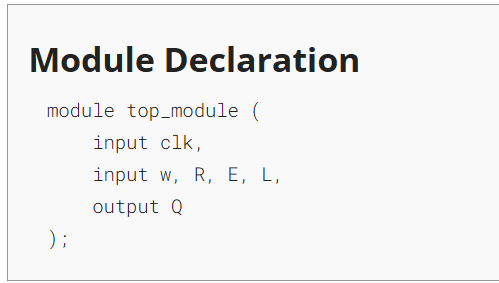 Module Declaration
module top_module (
    input clk,
    input w, R, E, L,
    output Q
);